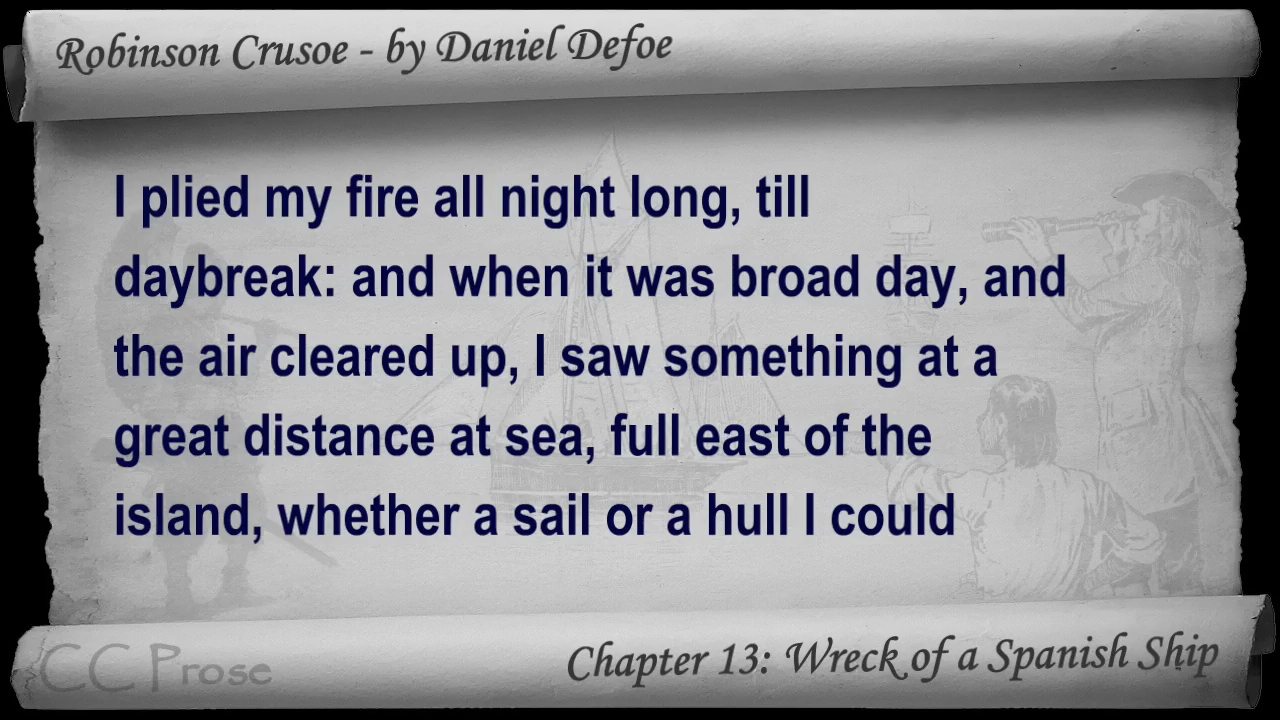 Robinson Crusoe - by Daniel Defoe
I plied my fire all night long, till
daybreak: and when it was broad day, and
the air cleared up, I saw something at a
great distance at sea, full east of the
island, whether a sail or a hull I could
CC Prose
Chapter 13: Wreck of a Spanish Ship